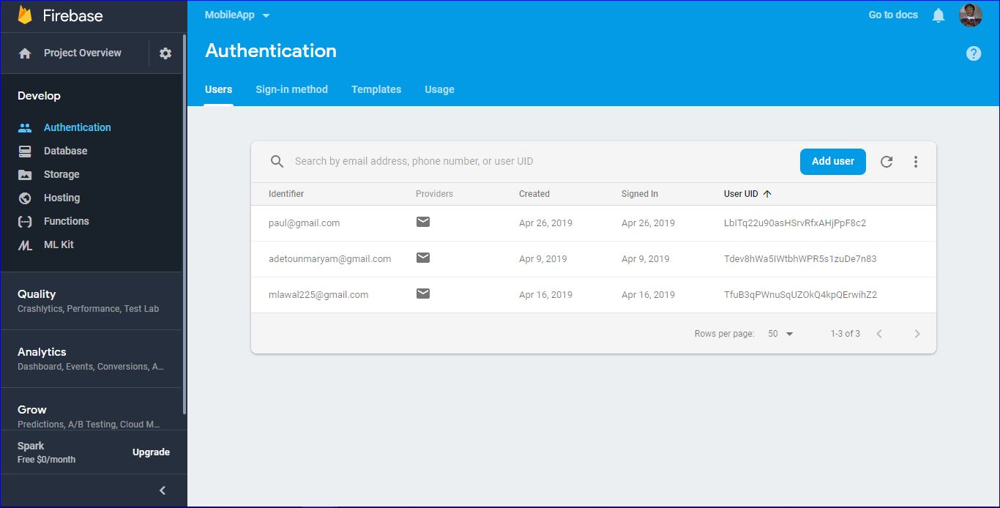 Firebase
Project Overview
Develop
Authentication
Database
Storage
Hosting
Functions
ML Kit
Quality
Crashlytics, Performance, Test Lab
Analytics
Dashboard, Events, Conversions, A...
Grow
Predictions, A/B Testing, Cloud M...
Spark
Free $0/month
Upgrade
MobileApp
Go to docs
Authentication
?
Users Sign-in method Templates Usage
Search by email address, phone number, or user UID
Add user
Identifier Providers Created Signed In User UID
paul@gmail.com Apr 26, 2019 Apr 26, 2019 LbITq22u90asHSrvRfxAHjPpF8c2
adetounmaryam@gmail.com Apr 9, 2019 Apr 9, 2019 Tdev8hWa5IWtbhWPR5s1zuDe7n83
mlawal225@gmail.com Apr 16, 2019 Apr 16, 2019 TfuB3qPWnuSqUZOkQ4kpQErwihZ2
Rows per page: 50 1-3 of 3